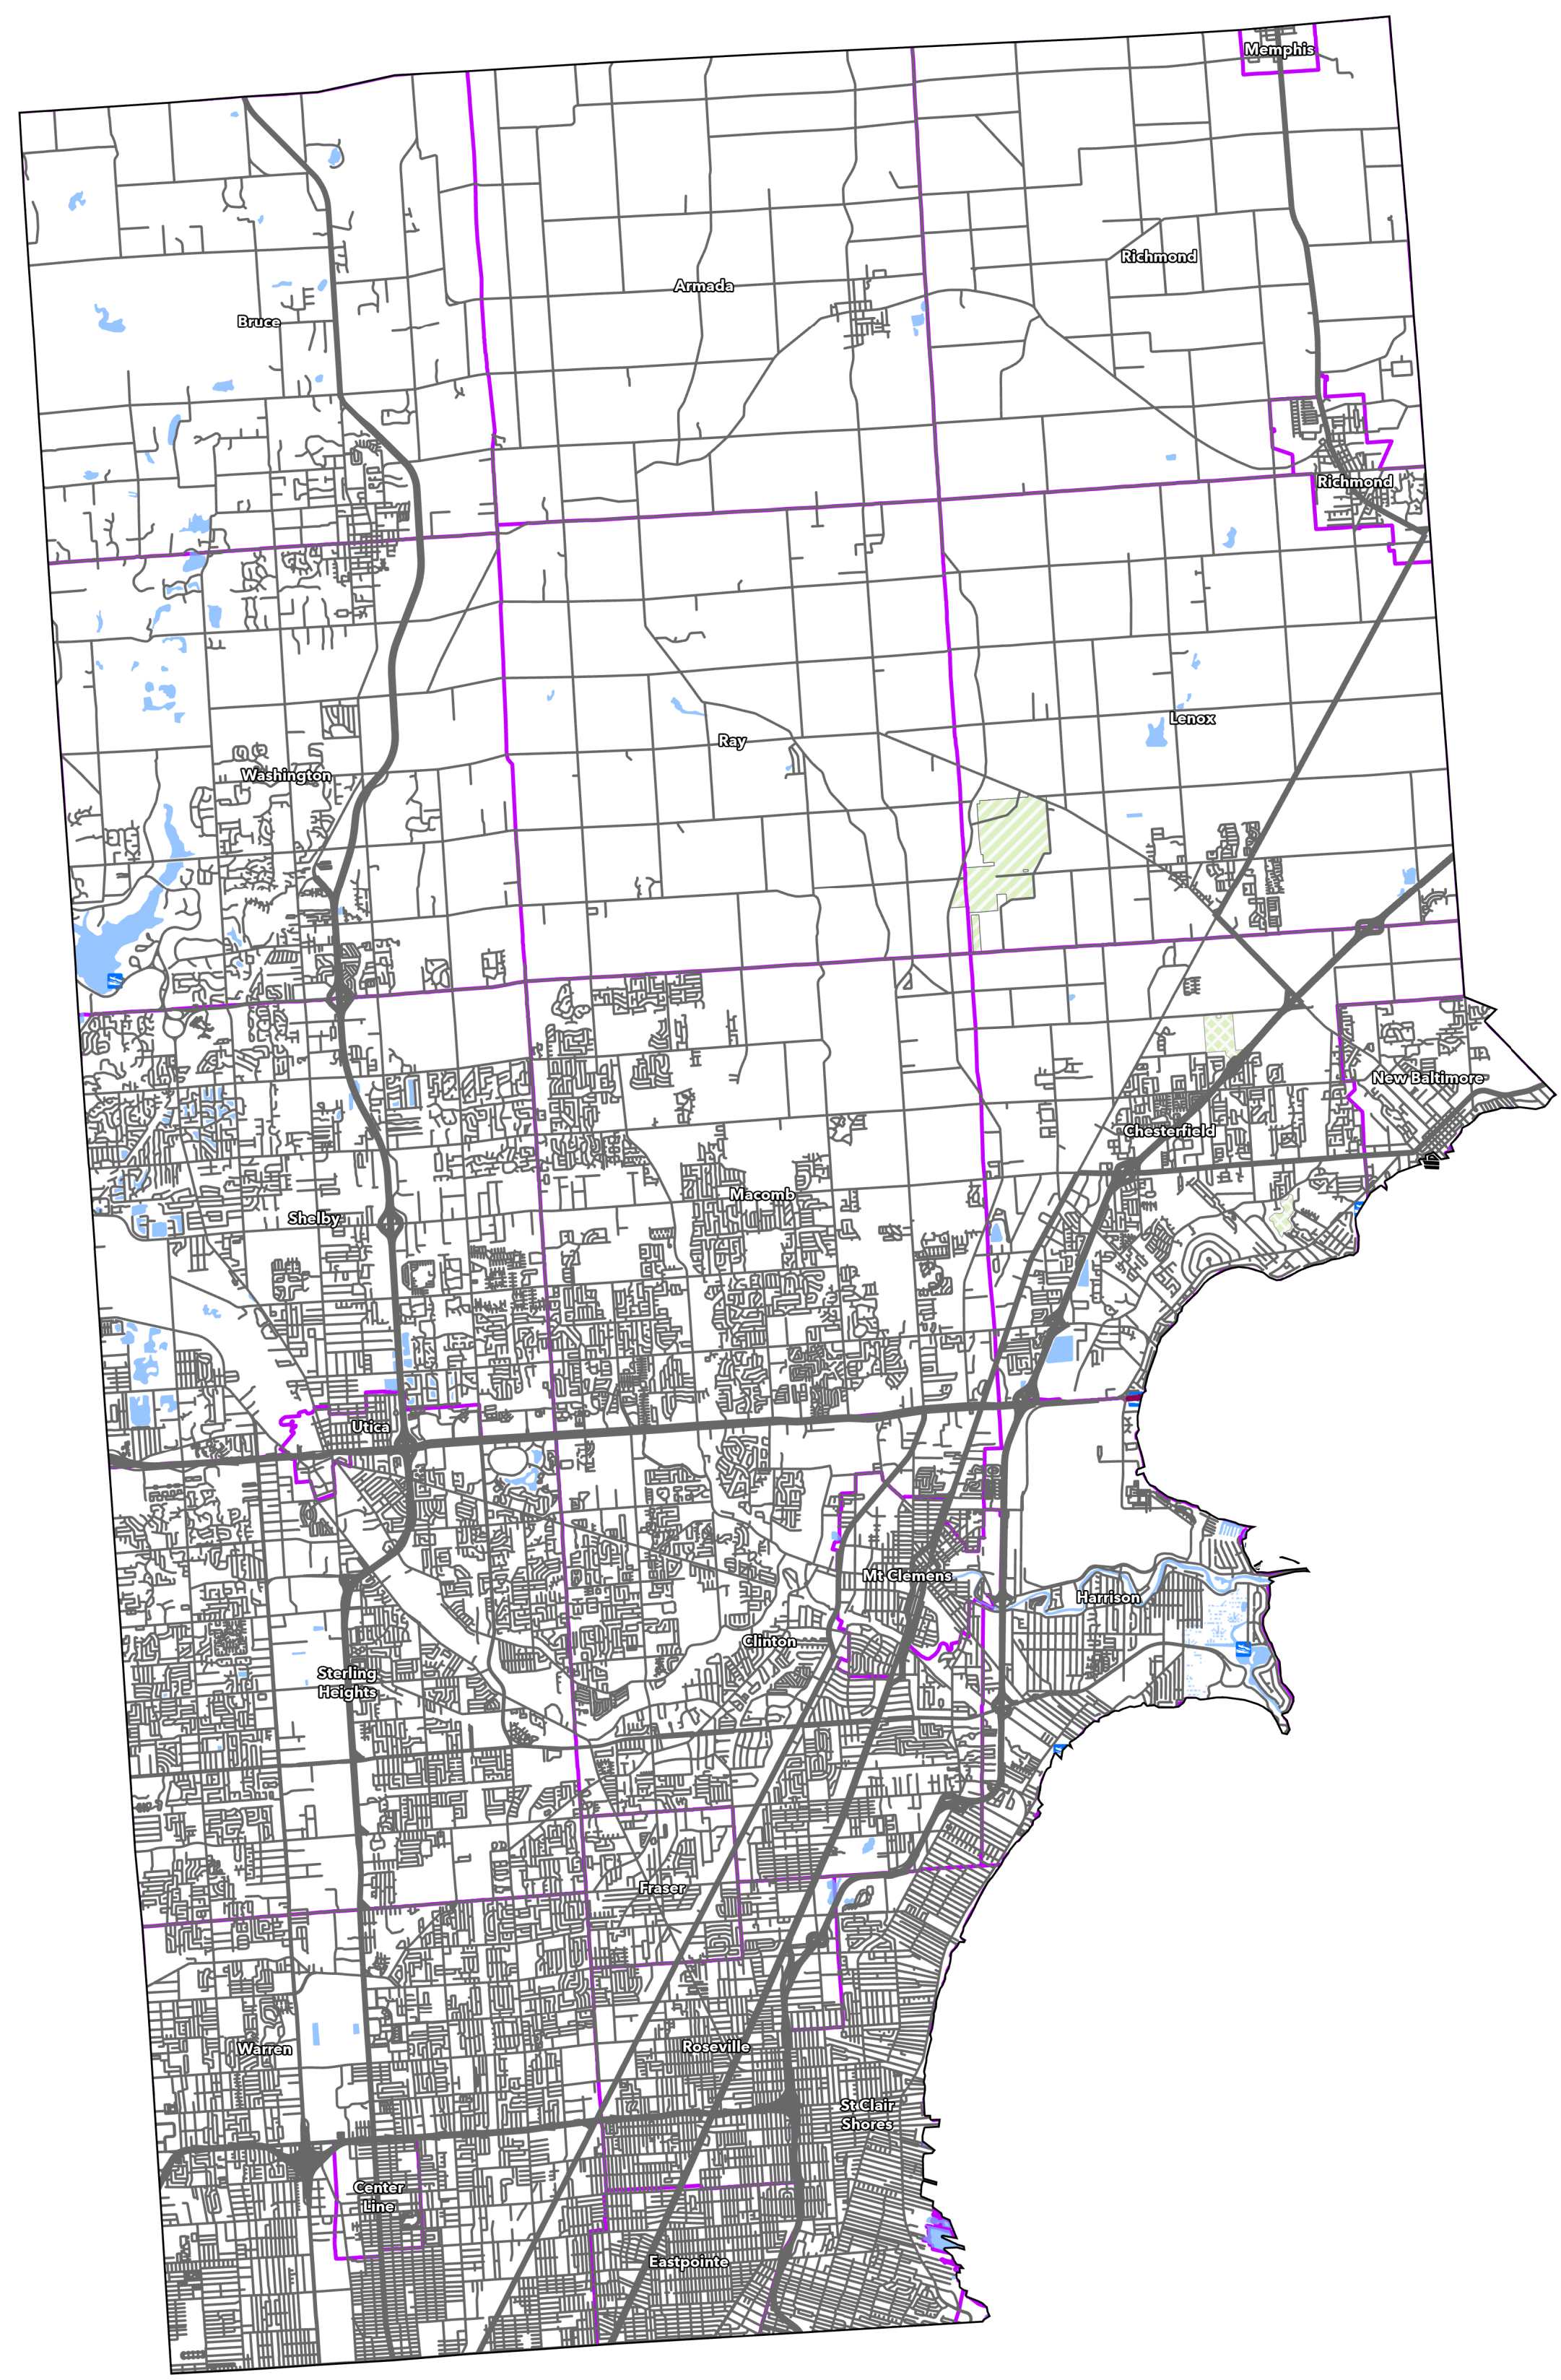 Memphis
Richmond
Armada
Bruce
Richmond
Lenox
Ray
Washington
New Baltimore
Chesterfield
Macomb
Shelby
Utica
Mt Clemens
Harrison
Clinton
Sterling
Heights
Fraser
Roseville
Warren
St Clair
Shores
Center
Line
Eastpointe